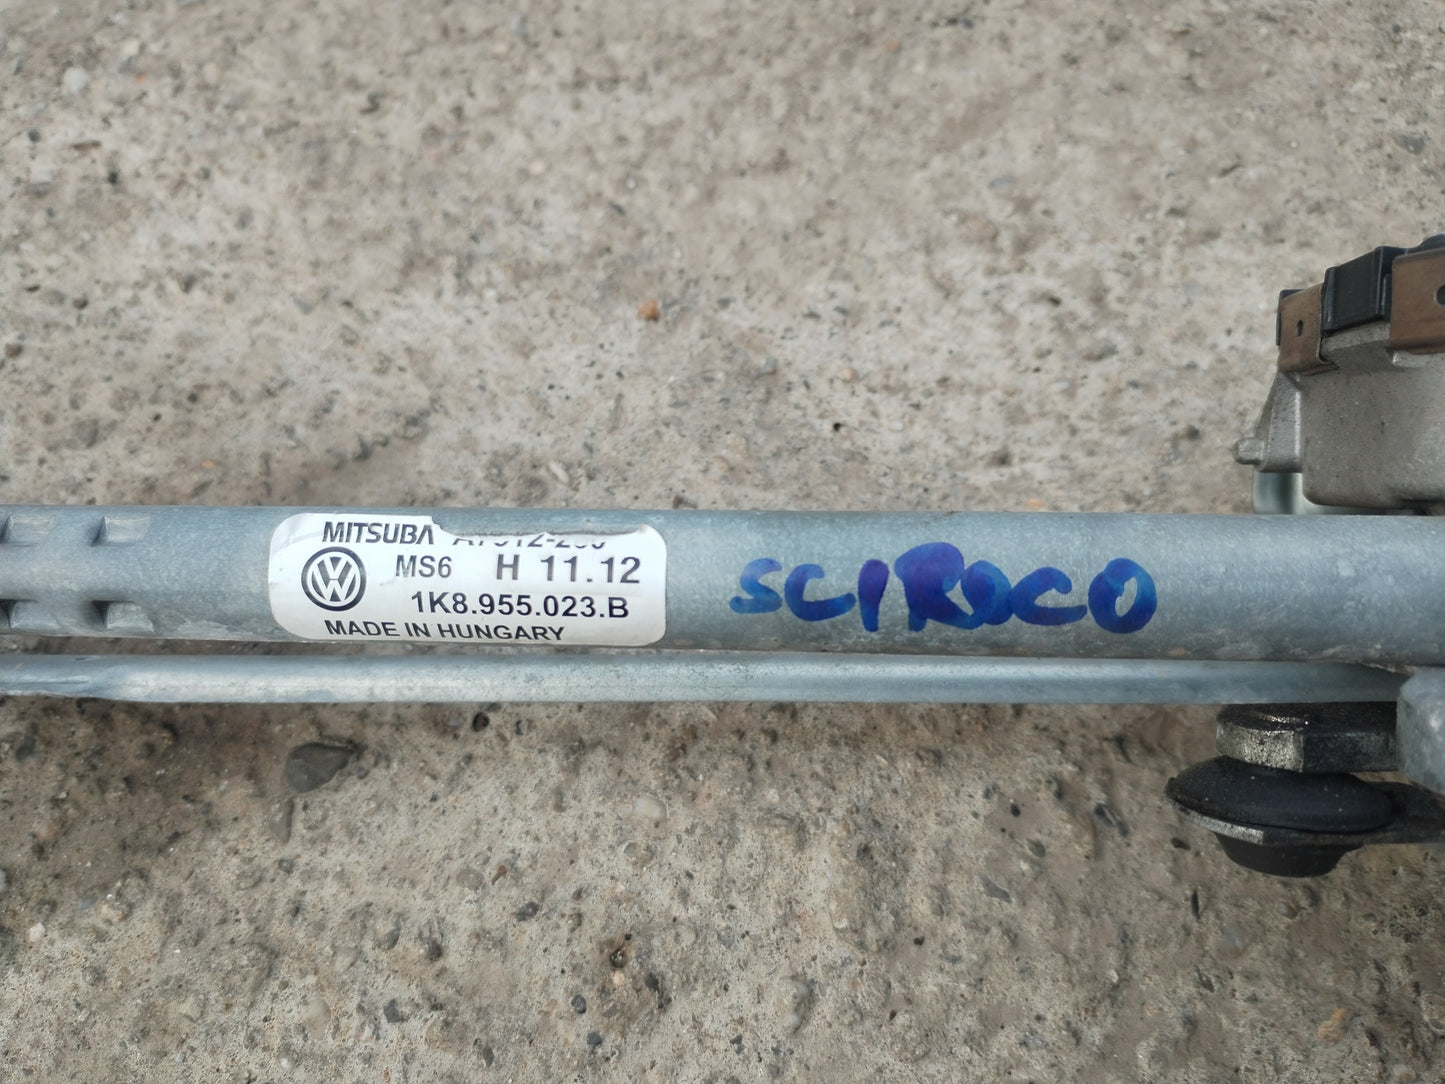 MITSUBA
MS6 H 11.12
1K8.955.023.B
MADE IN HUNGARY
SCIROCO